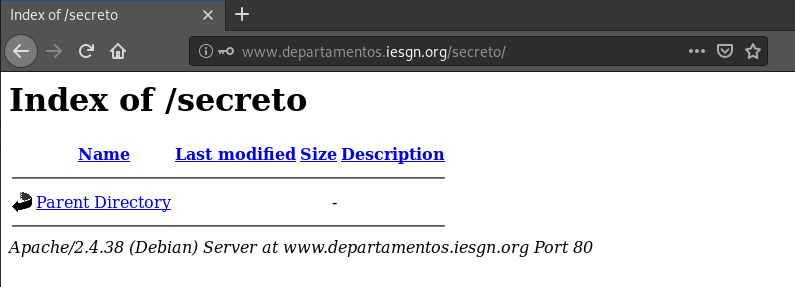 Index of /secreto
www.departamentos.iesgn.org/secreto/
Index of /secreto
Name Last modified Size Description
Parent Directory -
Apache/2.4.38 (Debian) Server at www.departamentos.iesgn.org Port 80